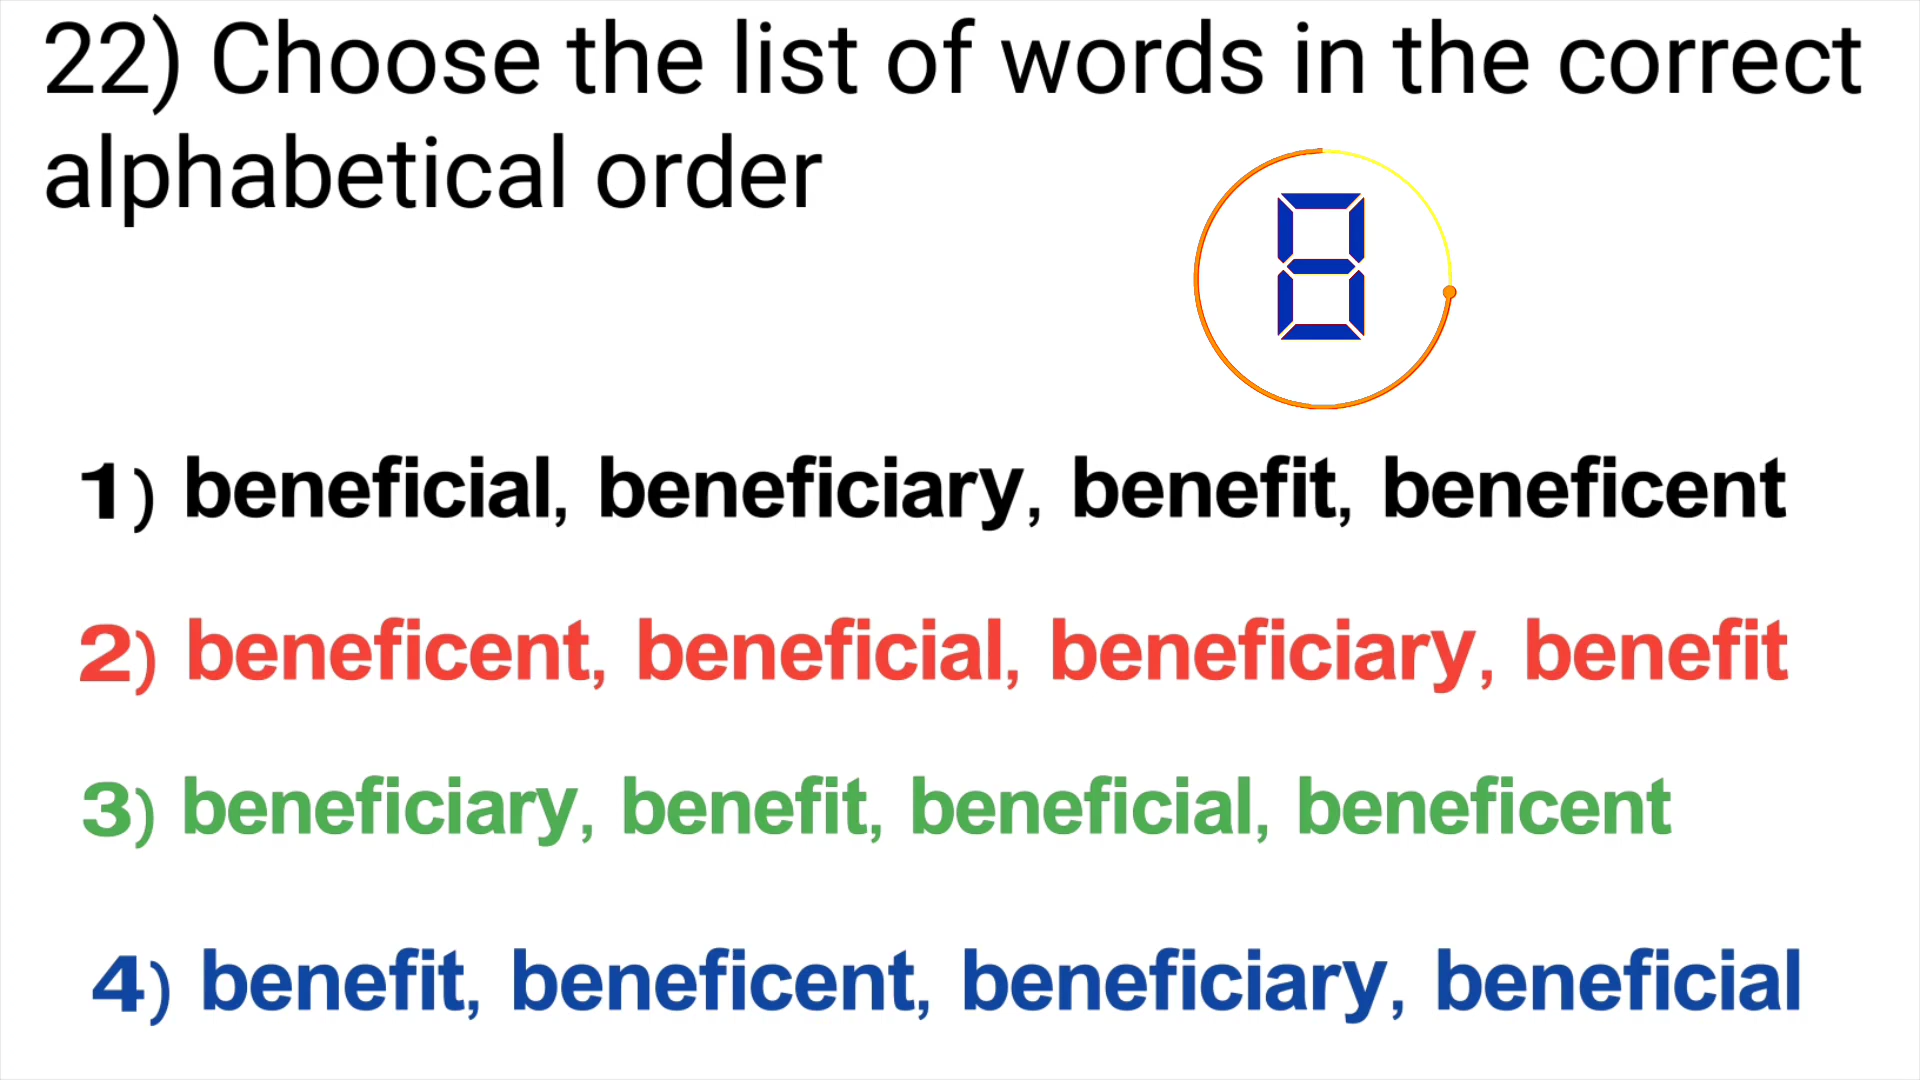 22) Choose the list of words in the correct
alphabetical order
8
1) beneficial, beneficiary, benefit, beneficent
2) beneficent, beneficial, beneficiary, benefit
3) beneficiary, benefit, beneficial, beneficent
4) benefit, beneficent, beneficiary, beneficial